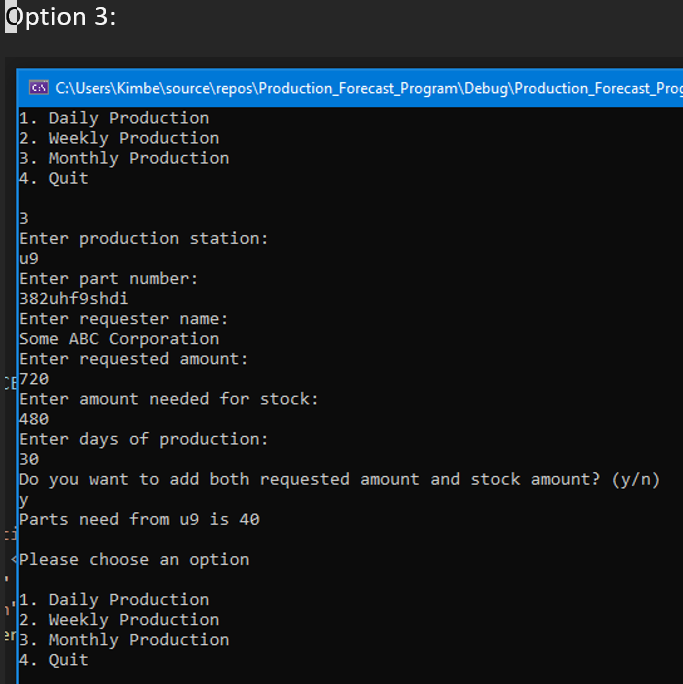 Option 3:
C:\Users\Kimbe\source\repos\Production_Forecast_Program\Debug\Production_Forecast_Prog
1. Daily Production
2. Weekly Production
3. Monthly Production
4. Quit
3
Enter production station:
u9
Enter part number:
382uhf9shdi
Enter requester name:
Some ABC Corporation
Enter requested amount:
720
Enter amount needed for stock:
480
Enter days of production:
30
Do you want to add both requested amount and stock amount? (y/n)
y
Parts need from u9 is 40
Please choose an option
1. Daily Production
2. Weekly Production
3. Monthly Production
4. Quit